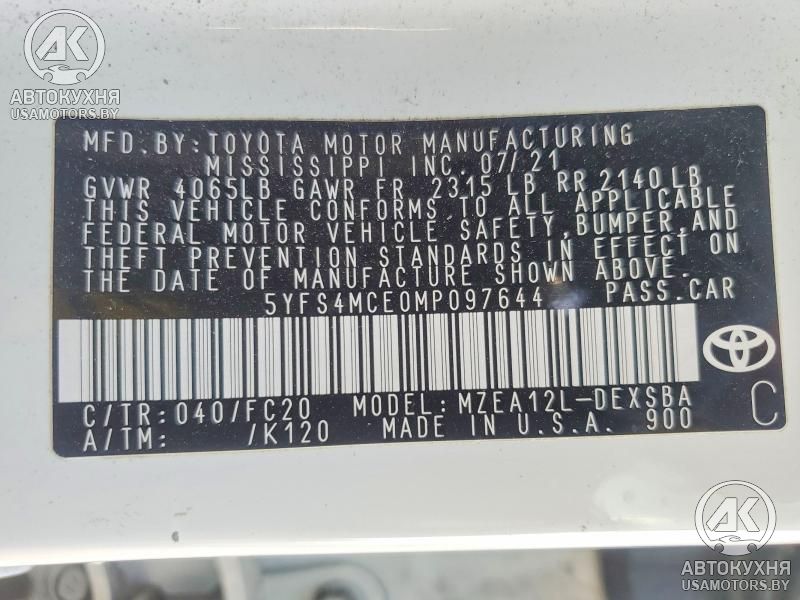 AK
АВТОКУХНЯ
USAMOTORS.BY
MFD.BY:TOYOTA MOTOR MANUFACTURING
MISSISSIPPI INC. 07/21
GVWR 4065LB GAWR FR 2315 LB RR 2140 LB
THIS VEHICLE CONFORMS TO ALL APPLICABLE
FEDERAL MOTOR VEHICLE SAFETY, BUMPER, AND
THEFT PREVENTION STANDARDS IN EFFECT ON
THE DATE OF MANUFACTURE SHOWN ABOVE.
5YFS4MCE0MP097644 PASS.CAR
C/TR:040/FC20 MODEL:MZEA12L-DEXSBA C
A/TM: /K120 MADE IN U.S.A. 900
AK
АВТОКУХНЯ
USAMOTORS.BY